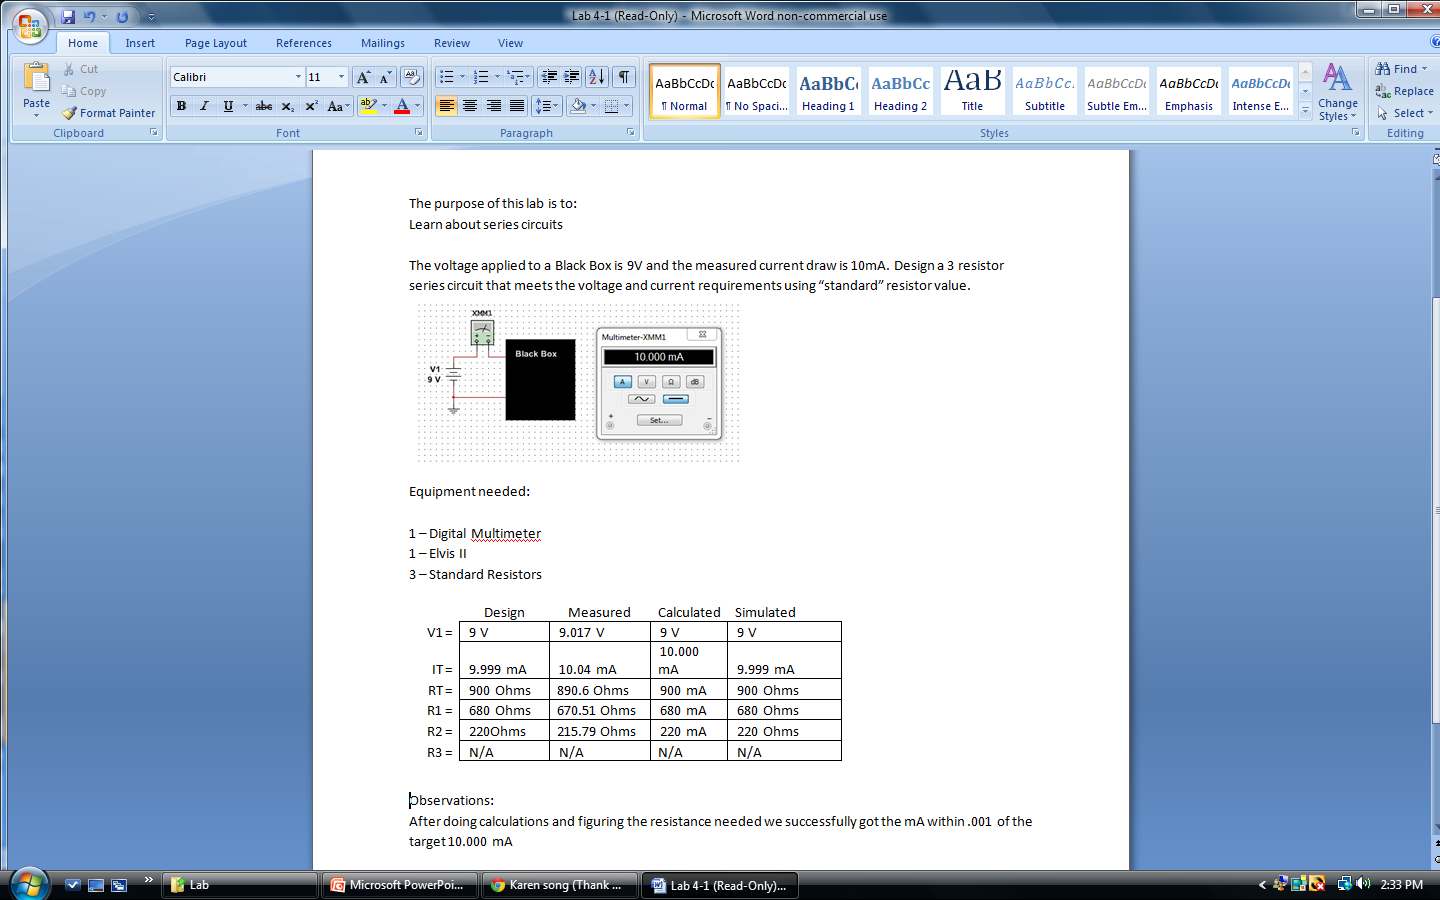 Lab 4-1 (Read-Only) - Microsoft Word non-commercial use
Home Insert Page Layout References Mailings Review View
Paste
Cut
Copy
Format Painter
Clipboard
Calibri 11
B I U abe x₂ x² Aa
Font
Paragraph
AaBbCcDc AaBbCcDc AaBbC AaBbCc AaB AaBbCc. AaBbCcDc AaBbCcDc AaBbCcDc
¶ Normal ¶ No Spaci... Heading 1 Heading 2 Title Subtitle Subtle Em... Emphasis Intense E...
Change Styles
Styles
Find
Replace
Select
Editing
The purpose of this lab is to:
Learn about series circuits
The voltage applied to a Black Box is 9V and the measured current draw is 10mA. Design a 3 resistor
series circuit that meets the voltage and current requirements using “standard” resistor value.
XMM1
Black Box
V1
9 V
Multimeter-XMM1
10.000 mA
A V Ω dB
Set...
Equipment needed:
1 – Digital Multimeter
1 – Elvis II
3 – Standard Resistors
Design Measured Calculated Simulated
V1 = 9 V 9.017 V 9 V 9 V
IT = 9.999 mA 10.04 mA 10.000 mA 9.999 mA
RT = 900 Ohms 890.6 Ohms 900 mA 900 Ohms
R1 = 680 Ohms 670.51 Ohms 680 mA 680 Ohms
R2 = 220Ohms 215.79 Ohms 220 mA 220 Ohms
R3 = N/A N/A N/A N/A
Observations:
After doing calculations and figuring the resistance needed we successfully got the mA within .001 of the
target 10.000 mA
Lab Microsoft PowerPoi... Karen song (Thank ... Lab 4-1 (Read-Only)... 2:33 PM